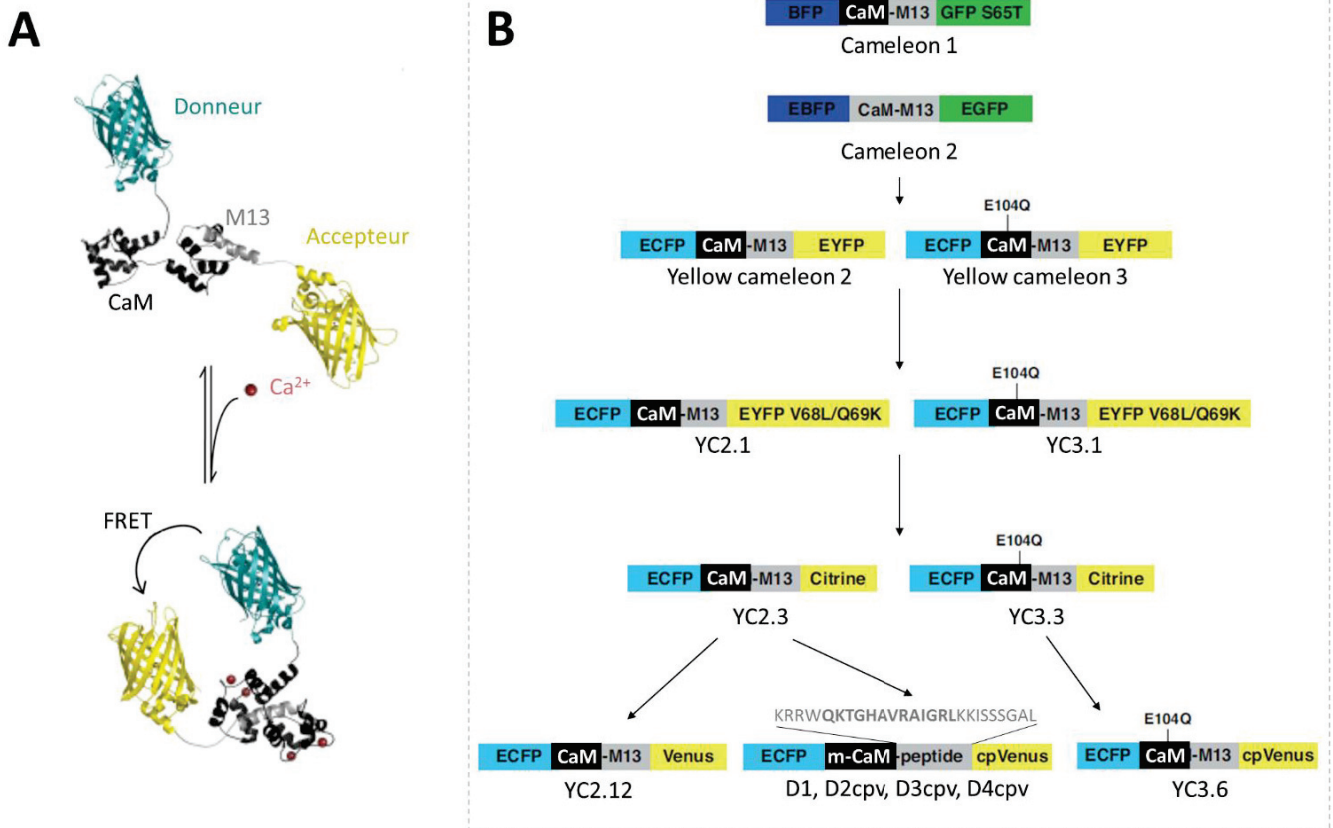 A
Donneur
M13
Accepteur
CaM
Ca²⁺
FRET
B
BFP CaM -M13 GFP S65T
Cameleon 1
EBFP CaM-M13 EGFP
Cameleon 2
E104Q
ECFP CaM -M13 EYFP
ECFP CaM -M13 EYFP
Yellow cameleon 2
Yellow cameleon 3
E104Q
ECFP CaM -M13 EYFP V68L/Q69K
ECFP CaM -M13 EYFP V68L/Q69K
YC2.1
YC3.1
E104Q
ECFP CaM -M13 Citrine
ECFP CaM -M13 Citrine
YC2.3
YC3.3
KRRWQKTGHAVRAIGRLKKISSSGAL
E104Q
ECFP CaM -M13 Venus
ECFP m-CaM -peptide cpVenus
ECFP CaM -M13 cpVenus
YC2.12
D1, D2cpv, D3cpv, D4cpv
YC3.6